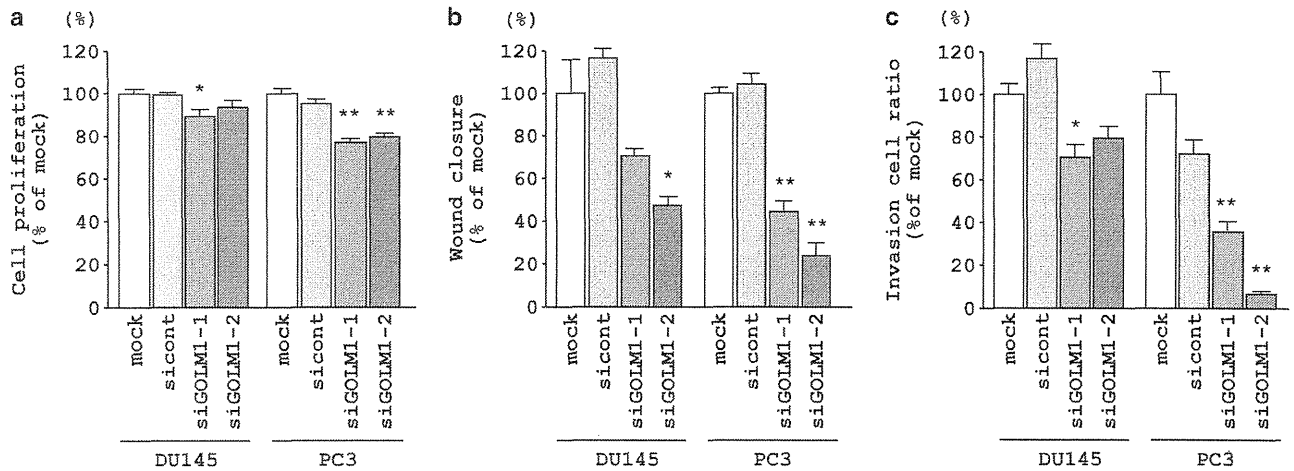 a (%)
Cell proliferation
(% of mock)
120
100
80
60
40
20
0
*
** **
mock
sicont
siGOLM1-1
siGOLM1-2
mock
sicont
siGOLM1-1
siGOLM1-2
DU145 PC3
b (%)
Wound closure
(% of mock)
120
100
80
60
40
20
0
*
**
**
mock
sicont
siGOLM1-1
siGOLM1-2
mock
sicont
siGOLM1-1
siGOLM1-2
DU145 PC3
c (%)
Invasion cell ratio
(%of mock)
120
100
80
60
40
20
0
*
**
**
mock
sicont
siGOLM1-1
siGOLM1-2
mock
sicont
siGOLM1-1
siGOLM1-2
DU145 PC3